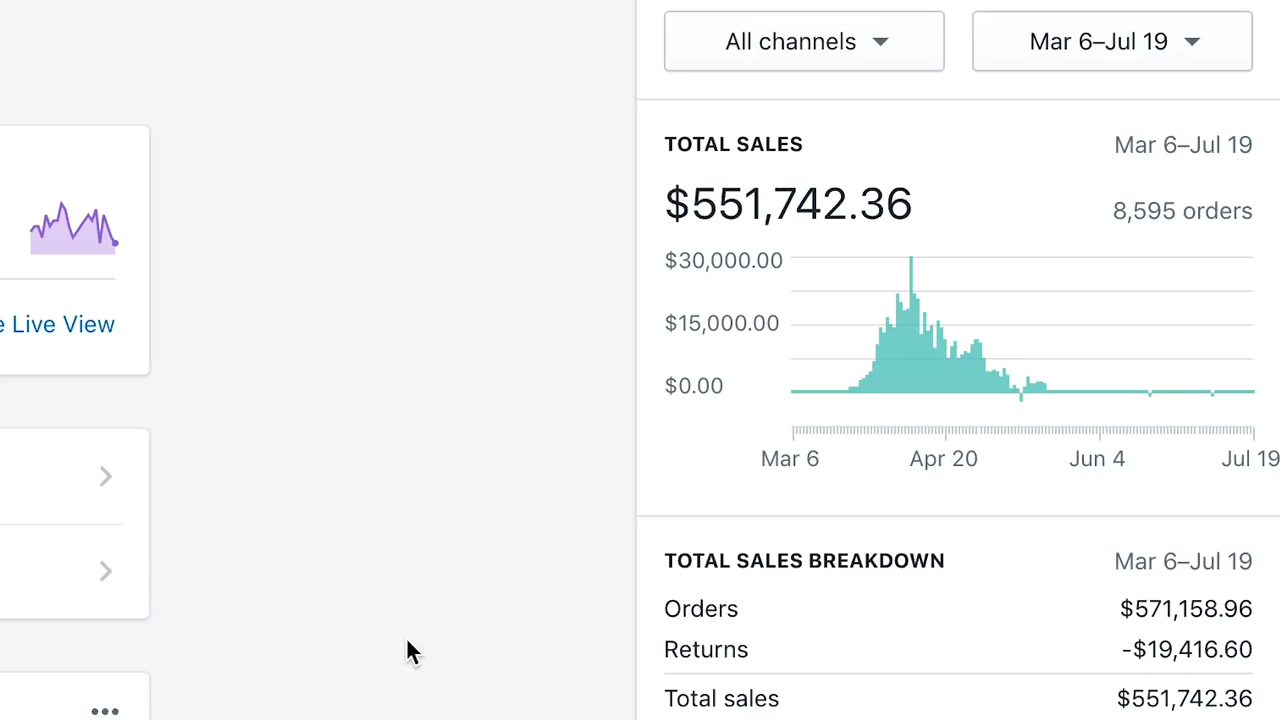 All channels
Mar 6–Jul 19
TOTAL SALES
Mar 6–Jul 19
$551,742.36
8,595 orders
$30,000.00
$15,000.00
$0.00
Mar 6
Apr 20
Jun 4
Jul 19
Live View
TOTAL SALES BREAKDOWN
Mar 6–Jul 19
Orders
$571,158.96
Returns
-$19,416.60
Total sales
$551,742.36